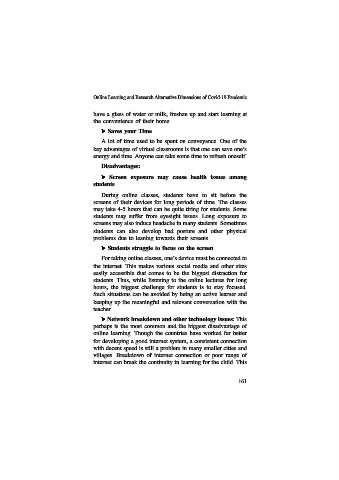 Online Learning and Research Alternative Dimensions of Covid-19 Pandemic
have a glass of water or milk, freshen up and start learning at
the convenience of their home
➤ Saves your Time
A lot of time used to be spent on conveyance. One of the
key advantages of virtual classrooms is that one can save one's
energy and time. Anyone can take some time to refresh oneself.
Disadvantages:
➤ Screen exposure may cause health issues among
students
During online classes, students have to sit before the
screens of their devices for long periods of time. The classes
may take 4-5 hours that can be quite tiring for students. Some
students may suffer from eyesight issues. Long exposure to
screens may also induce headache in many students. Sometimes
students can also develop bad posture and other physical
problems due to leaning towards their screens
➤ Students struggle to focus on the screen
For taking online classes, one's device must be connected to
the internet. This makes various social media and other sites
easily accessible that comes to be the biggest distraction for
students. Thus, while listening to the online lectures for long
hours, the biggest challenge for students is to stay focused.
Such situations can be avoided by being an active learner and
keeping up the meaningful and relevant conversation with the
teacher
➤ Network breakdown and other technology issues: This
perhaps is the most common and the biggest disadvantage of
online learning. Though the countries have worked far better
for developing a good internet system, a consistent connection
with decent speed is still a problem in many smaller cities and
villages. Breakdown of internet connection or poor range of
internet can break the continuity in learning for the child. This
161